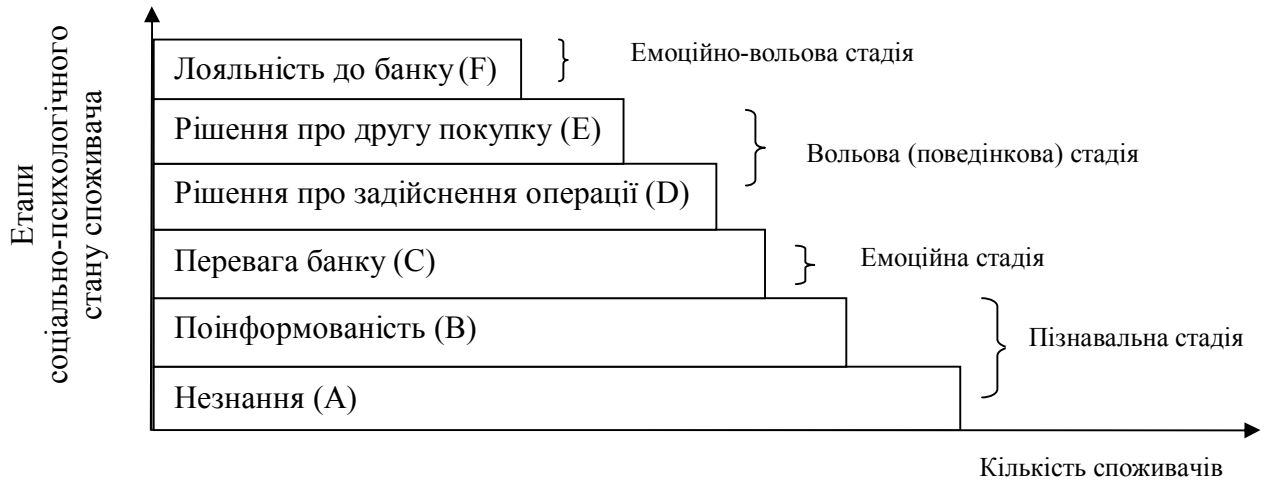 Етапи
соціально-психологічного
стану споживача
Лояльність до банку (F)
Емоційно-вольова стадія
Рішення про другу покупку (E)
Вольова (поведінкова) стадія
Рішення про задійснення операції (D)
Перевага банку (C)
Емоційна стадія
Поінформованість (B)
Пізнавальна стадія
Незнання (A)
Кількість споживачів